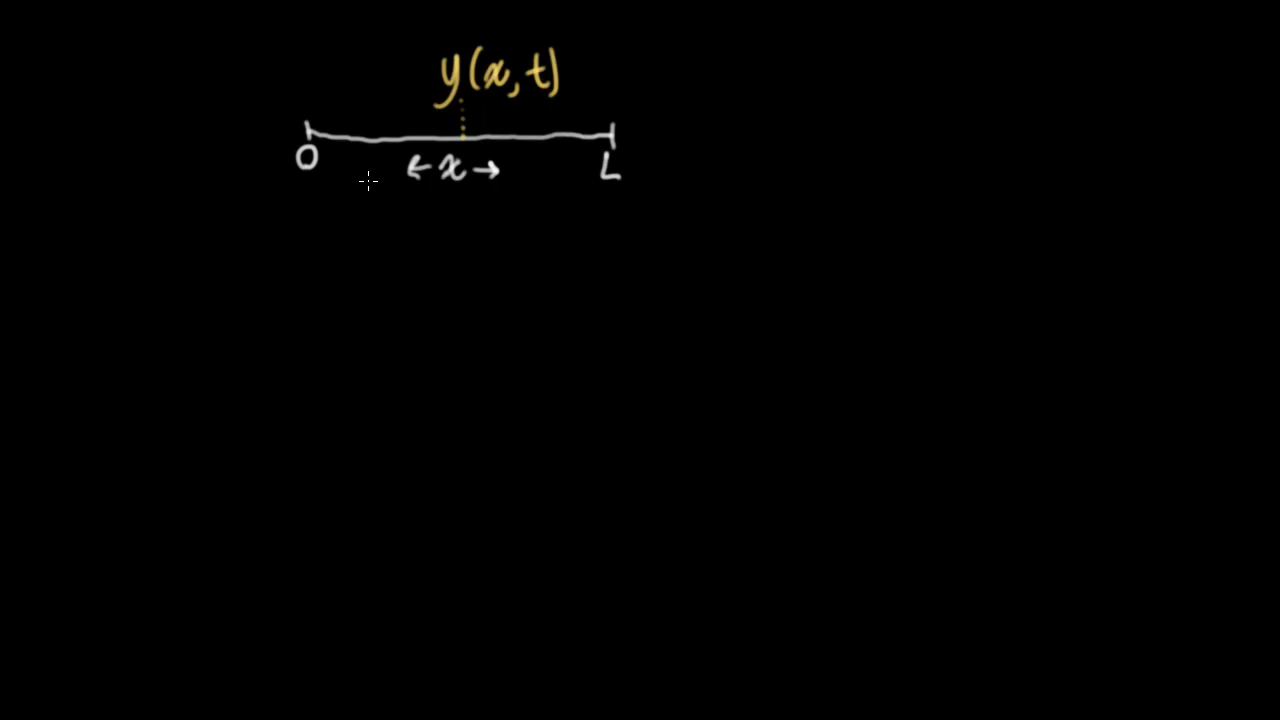 y(x,t)
0 ← x → L